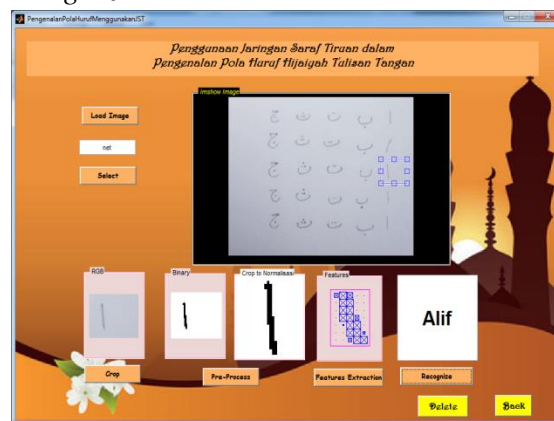 PengenalanPolaHurufMenggunakanJST
Penggunaan Jaringan Saraf Tiruan dalam
Pengenalan Pola Huruf Hijaiyah Tulisan Tangan
Imshow Image
Load Image
net
Select
ج ث ت ب ا
ج ث ت ب ا
ج ث ت ب ا
ج ث ت ب ا
ج ث ت ب ا
RGB
Binary
Crop to Normalisasi
Features
Alif
Crop
Pre-Process
Features Extraction
Recognize
Delete
Back